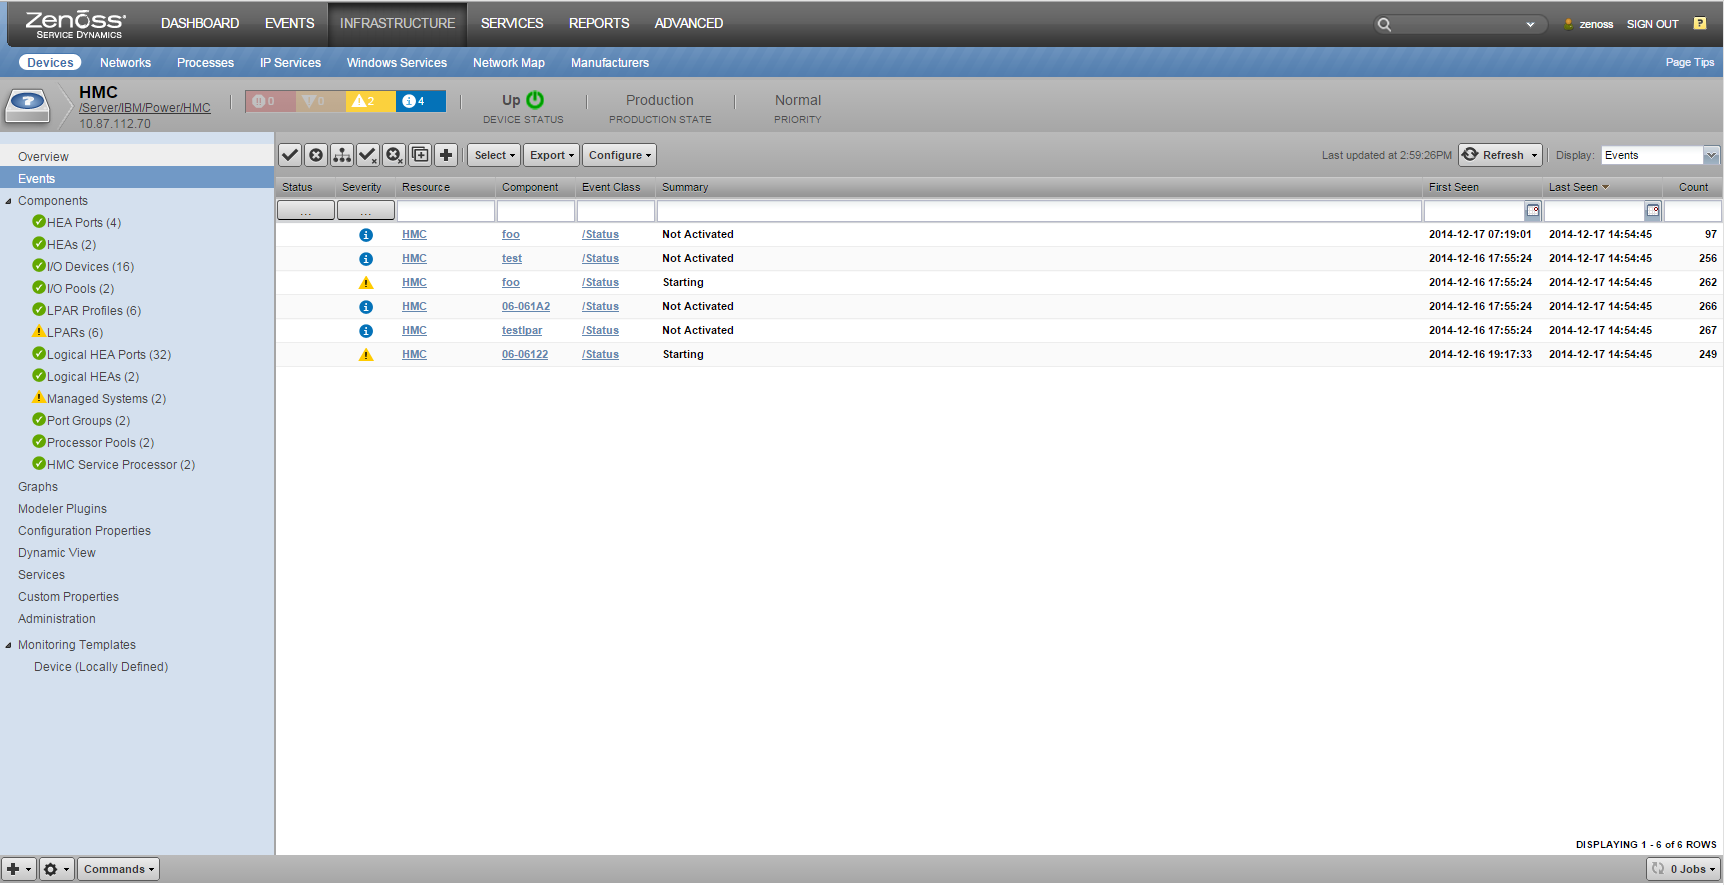 Zenoss DASHBOARD EVENTS INFRASTRUCTURE SERVICES REPORTS ADVANCED zenoss SIGN OUT ?
SERVICE DYNAMICS
Devices Networks Processes IP Services Windows Services Network Map Manufacturers Page Tips
HMC
/Server/IBM/Power/HMC
10.87.112.70
0 0 2 4
Up Production Normal
DEVICE STATUS PRODUCTION STATE PRIORITY
Overview
Events
Components
HEA Ports (4)
HEAs (2)
I/O Devices (16)
I/O Pools (2)
LPAR Profiles (6)
LPARs (6)
Logical HEA Ports (32)
Logical HEAs (2)
Managed Systems (2)
Port Groups (2)
Processor Pools (2)
HMC Service Processor (2)
Graphs
Modeler Plugins
Configuration Properties
Dynamic View
Services
Custom Properties
Administration
Monitoring Templates
Device (Locally Defined)
Select Export Configure Last updated at 2:59:26PM Refresh Display: Events
Status Severity Resource Component Event Class Summary First Seen Last Seen Count
... ...
HMC foo /Status Not Activated 2014-12-17 07:19:01 2014-12-17 14:54:45 97
HMC test /Status Not Activated 2014-12-16 17:55:24 2014-12-17 14:54:45 256
HMC foo /Status Starting 2014-12-16 17:55:24 2014-12-17 14:54:45 262
HMC 06-061A2 /Status Not Activated 2014-12-16 17:55:24 2014-12-17 14:54:45 266
HMC testlpar /Status Not Activated 2014-12-16 17:55:24 2014-12-17 14:54:45 267
HMC 06-06122 /Status Starting 2014-12-16 19:17:33 2014-12-17 14:54:45 249
DISPLAYING 1 - 6 of 6 ROWS
Commands 0 Jobs